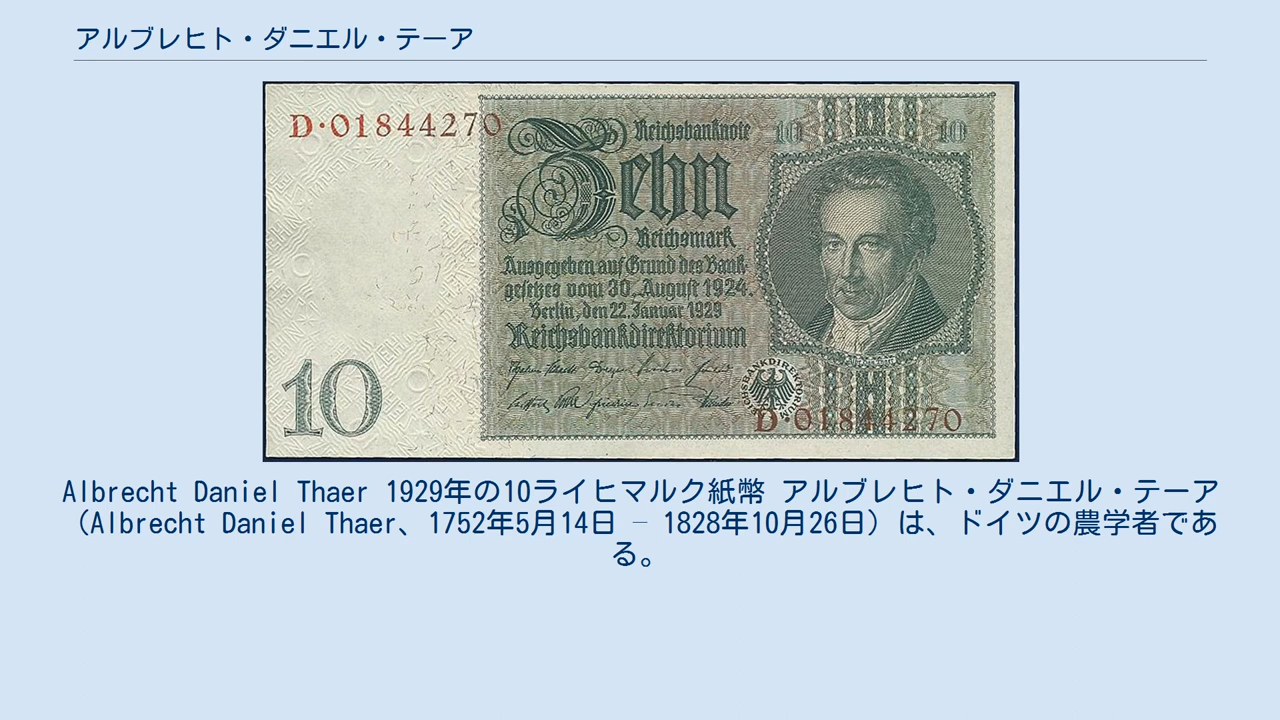 アルブレヒト・ダニエル・テーア
D·01844270
Reichsbanknote
10
10
Zehn
Reichsmark
Ausgegeben auf Grund des Bank-
gesetzes vom 30. August 1924.
Berlin, den 22. Januar 1929
Reichsbankdirektorium
REICHSBANKDIREKTORIUM
10
D·01844270
Albrecht Daniel Thaer 1929年の10ライヒマルク紙幣 アルブレヒト・ダニエル・テーア
（Albrecht Daniel Thaer、1752年5月14日 – 1828年10月26日）は、ドイツの農学者であ
る。